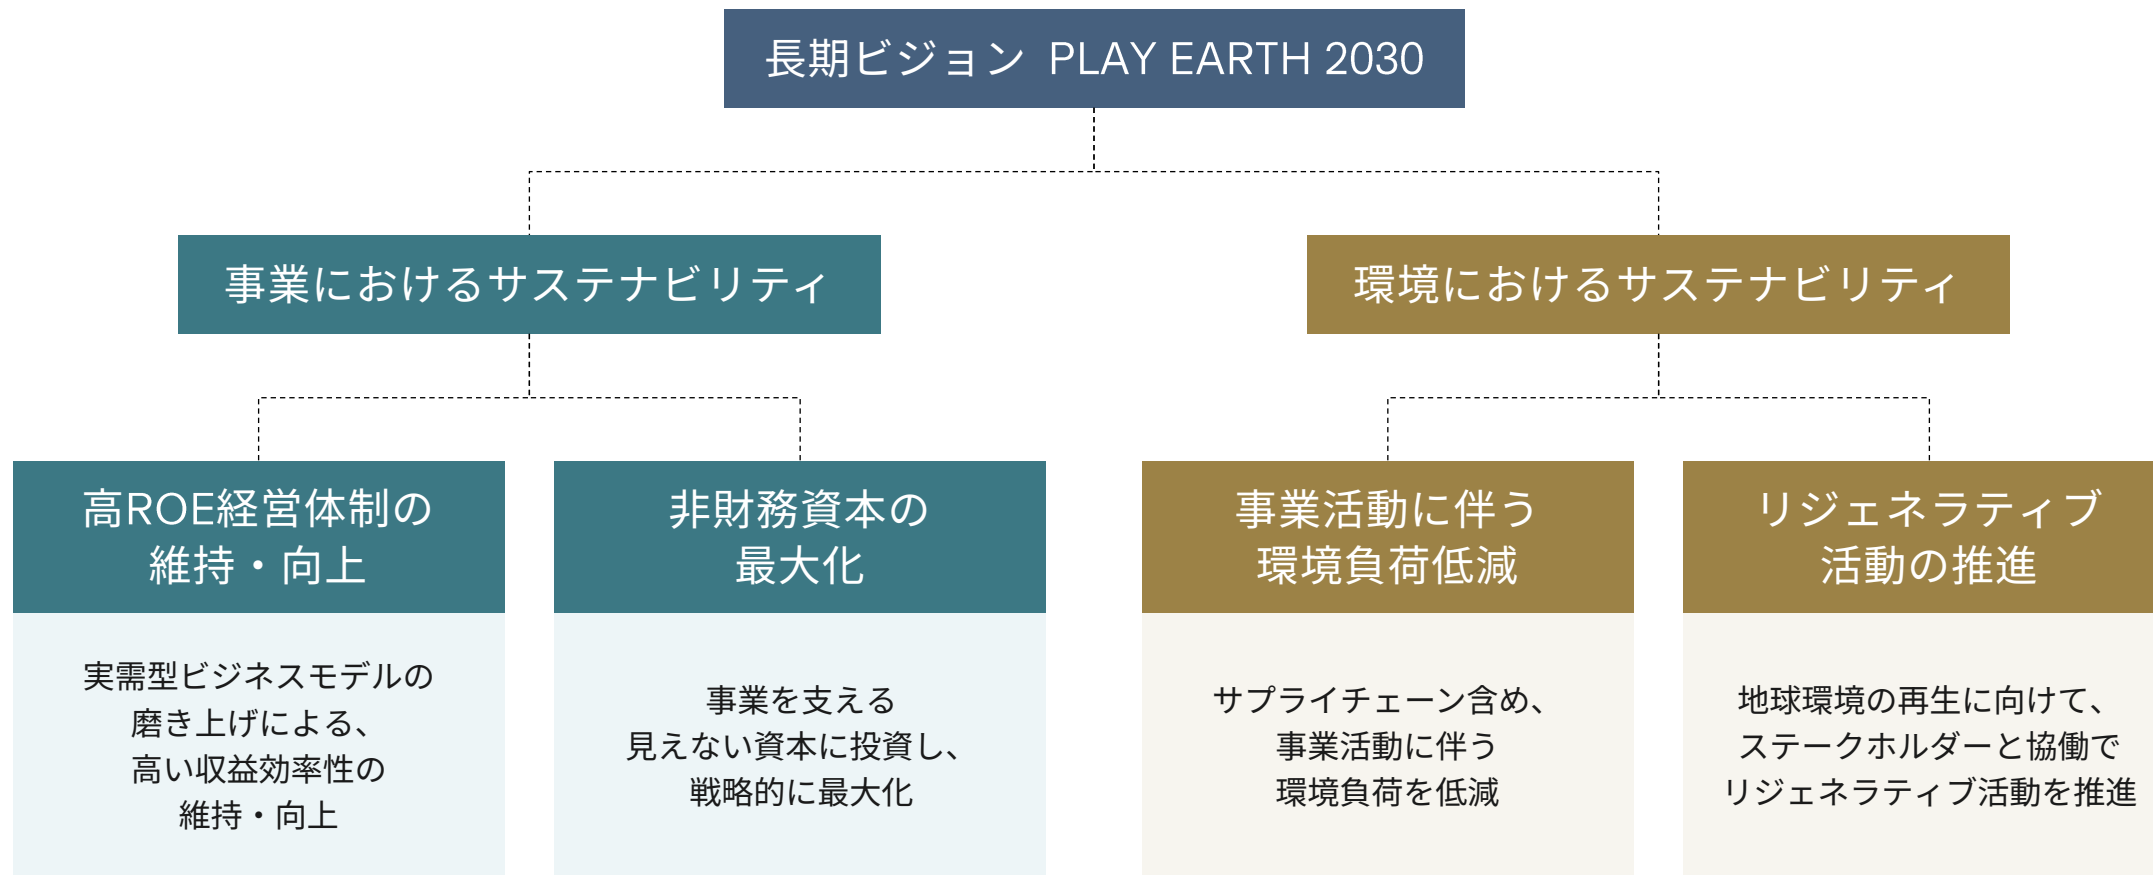 長期ビジョン PLAY EARTH 2030
事業におけるサステナビリティ
環境におけるサステナビリティ
高ROE経営体制の
維持・向上
実需型ビジネスモデルの
磨き上げによる、
高い収益効率性の
維持・向上
非財務資本の
最大化
事業を支える
見えない資本に投資し、
戦略的に最大化
事業活動に伴う
環境負荷低減
サプライチェーン含め、
事業活動に伴う
環境負荷を低減
リジェネラティブ
活動の推進
地球環境の再生に向けて、
ステークホルダーと協働で
リジェネラティブ活動を推進